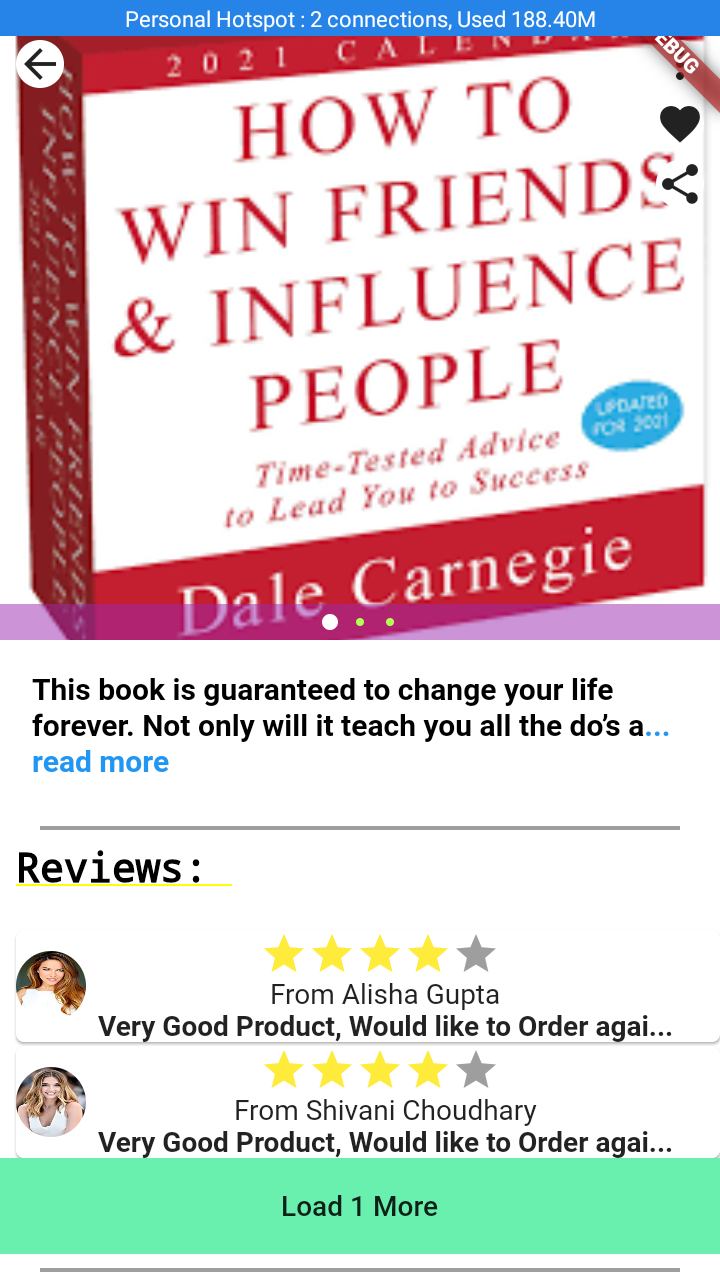 Personal Hotspot : 2 connections, Used 188.40M
2021 CALENDA
EBUG
HOW TO
WIN FRIENDS
& INFLUENCE
PEOPLE
UPDATED
FOR 2021
Time-Tested Advice
to Lead You to Success
Dale Carnegie
HOW TO WIN FRIENDS
INFLUENCE PEOPLE
2021 CALENDAR
This book is guaranteed to change your life
forever. Not only will it teach you all the do’s a...
read more
Reviews:
From Alisha Gupta
Very Good Product, Would like to Order agai...
From Shivani Choudhary
Very Good Product, Would like to Order agai...
Load 1 More